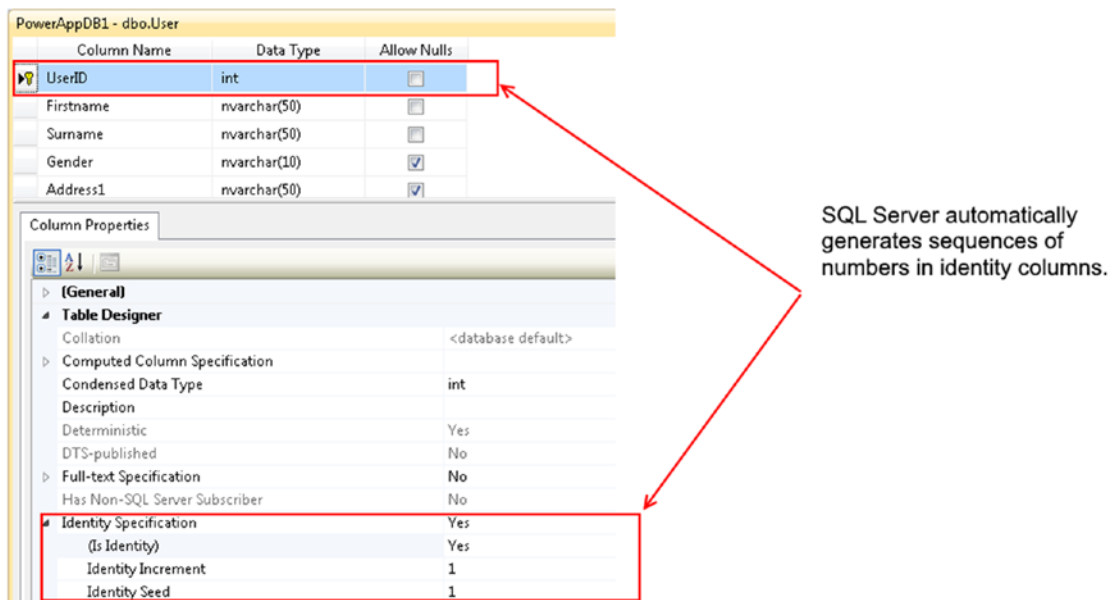 PowerAppDB1 - dbo.User
Column Name Data Type Allow Nulls
UserID int
Firstname nvarchar(50)
Surname nvarchar(50)
Gender nvarchar(10)
Address1 nvarchar(50)
Column Properties
(General)
Table Designer
Collation <database default>
Computed Column Specification
Condensed Data Type int
Description
Deterministic Yes
DTS-published No
Full-text Specification No
Has Non-SQL Server Subscriber No
Identity Specification Yes
(Is Identity) Yes
Identity Increment 1
Identity Seed 1
SQL Server automatically
generates sequences of
numbers in identity columns.